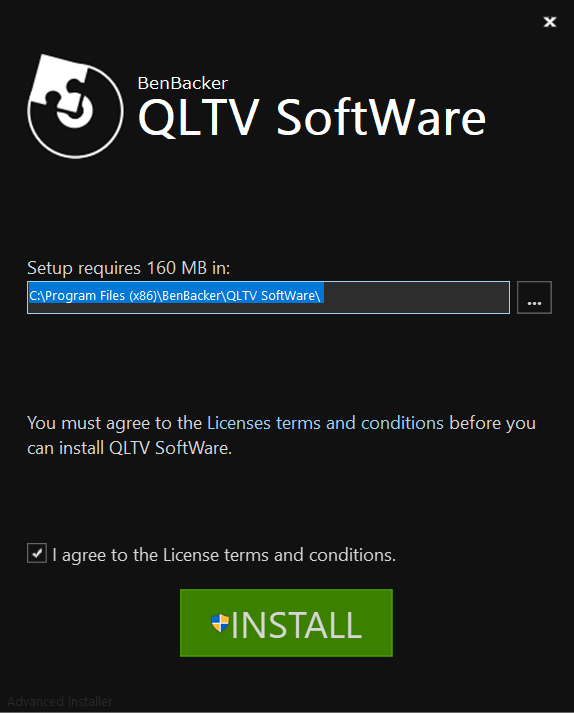 BenBacker
QLTV SoftWare
Setup requires 160 MB in:
C:\Program Files (x86)\BenBacker\QLTV SoftWare\
...
You must agree to the Licenses terms and conditions before you
can install QLTV SoftWare.
I agree to the License terms and conditions.
INSTALL
Advanced Installer